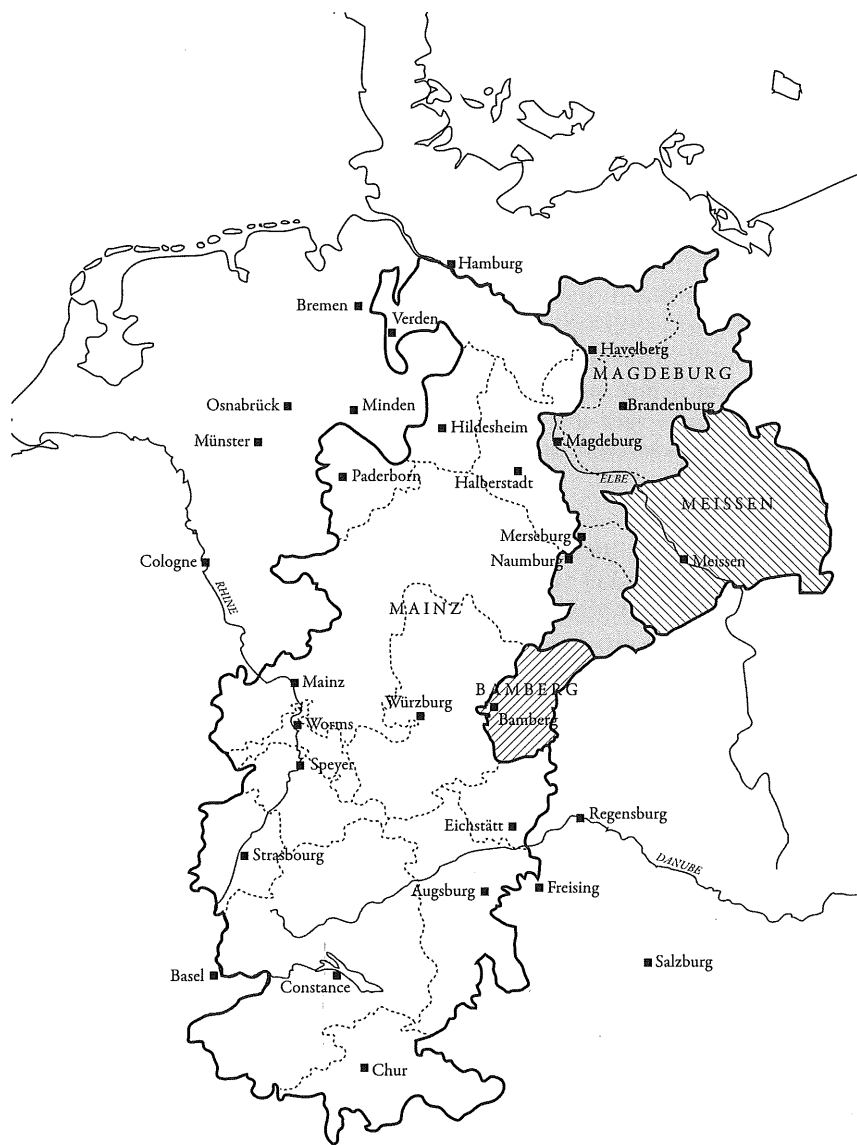 Hamburg
Bremen
Verden
Havelberg
MAGDEBURG
Osnabrück
Minden
Brandenburg
Hildesheim
Münster
Magdeburg
Paderborn
Halberstadt
ELBE
MEISSEN
Merseburg
Cologne
Naumburg
Meissen
RHINE
MAINZ
Mainz
BAMBERG
Würzburg
Bamberg
Worms
Speyer
Regensburg
Eichstätt
Strasbourg
DANUBE
Augsburg
Freising
Salzburg
Basel
Constance
Chur